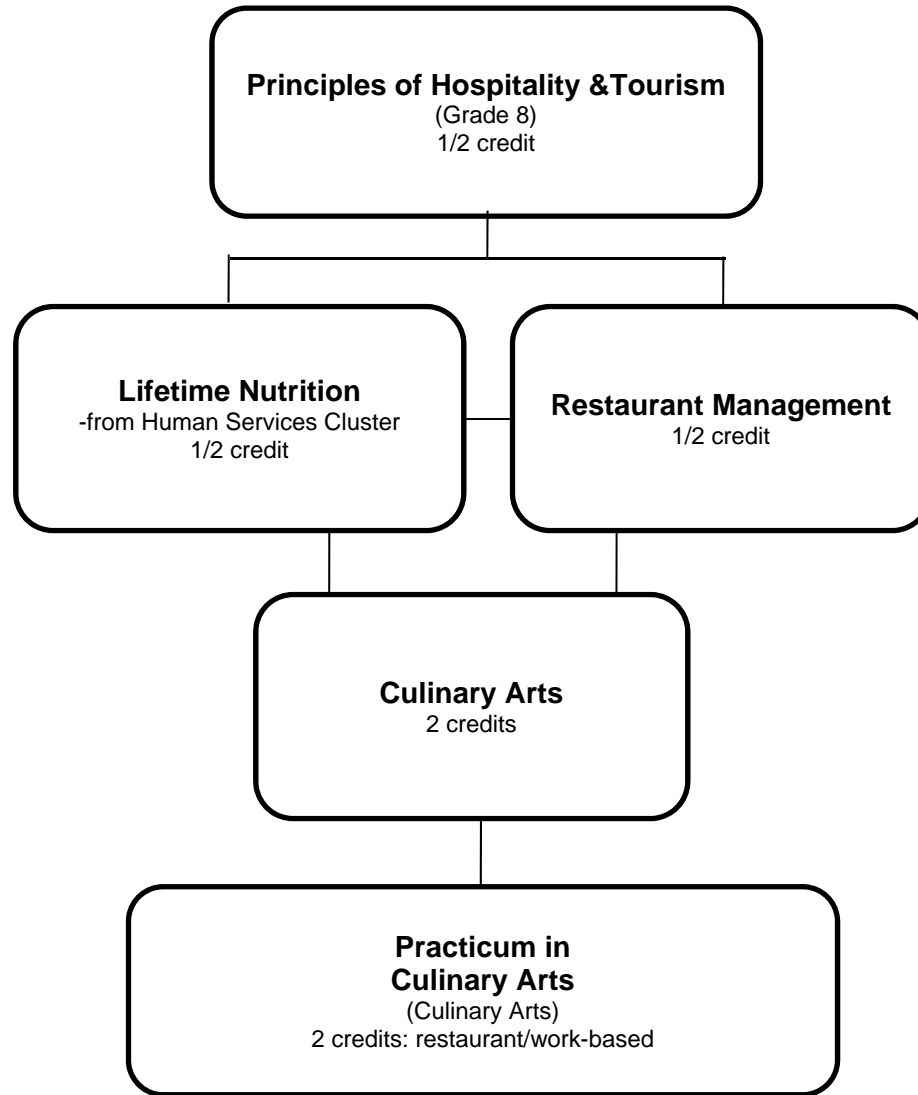 Principles of Hospitality &Tourism
(Grade 8)
1/2 credit
Lifetime Nutrition
-from Human Services Cluster
1/2 credit
Restaurant Management
1/2 credit
Culinary Arts
2 credits
Practicum in
Culinary Arts
(Culinary Arts)
2 credits: restaurant/work-based